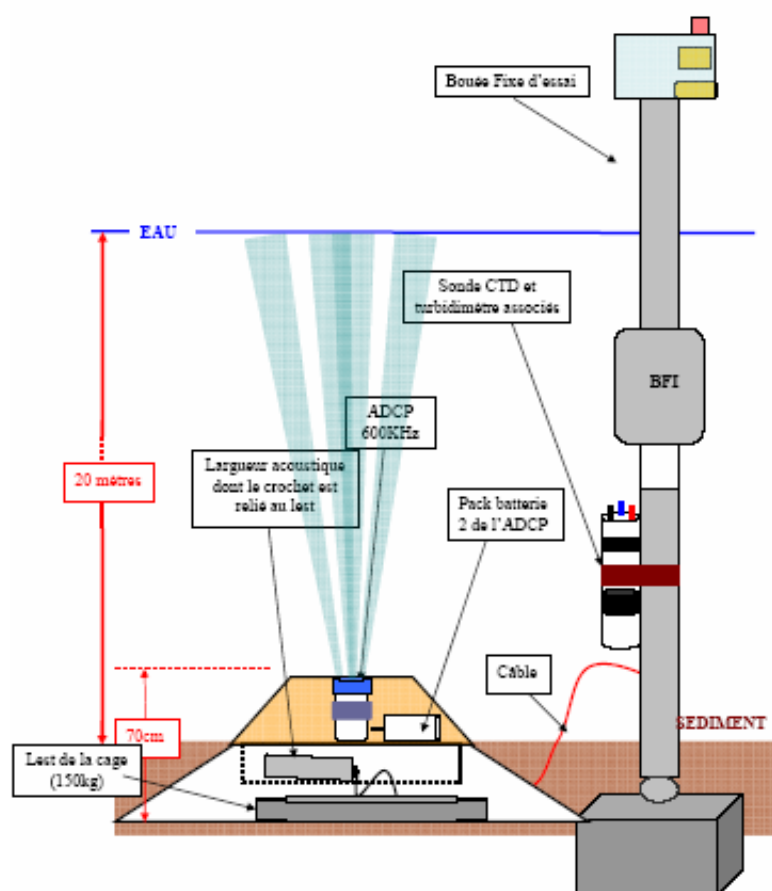 Bouée Fixe d'essai
EAU
Sonde CTD et
turbidimètre associés
BFI
ADCP
600KHz
Largueur acoustique
dont le crochet est
relié au lest
20 mètres
Pack batterie
2 de l'ADCP
Câble
SEDIMENT
70cm
Lest de la cage
(150kg)